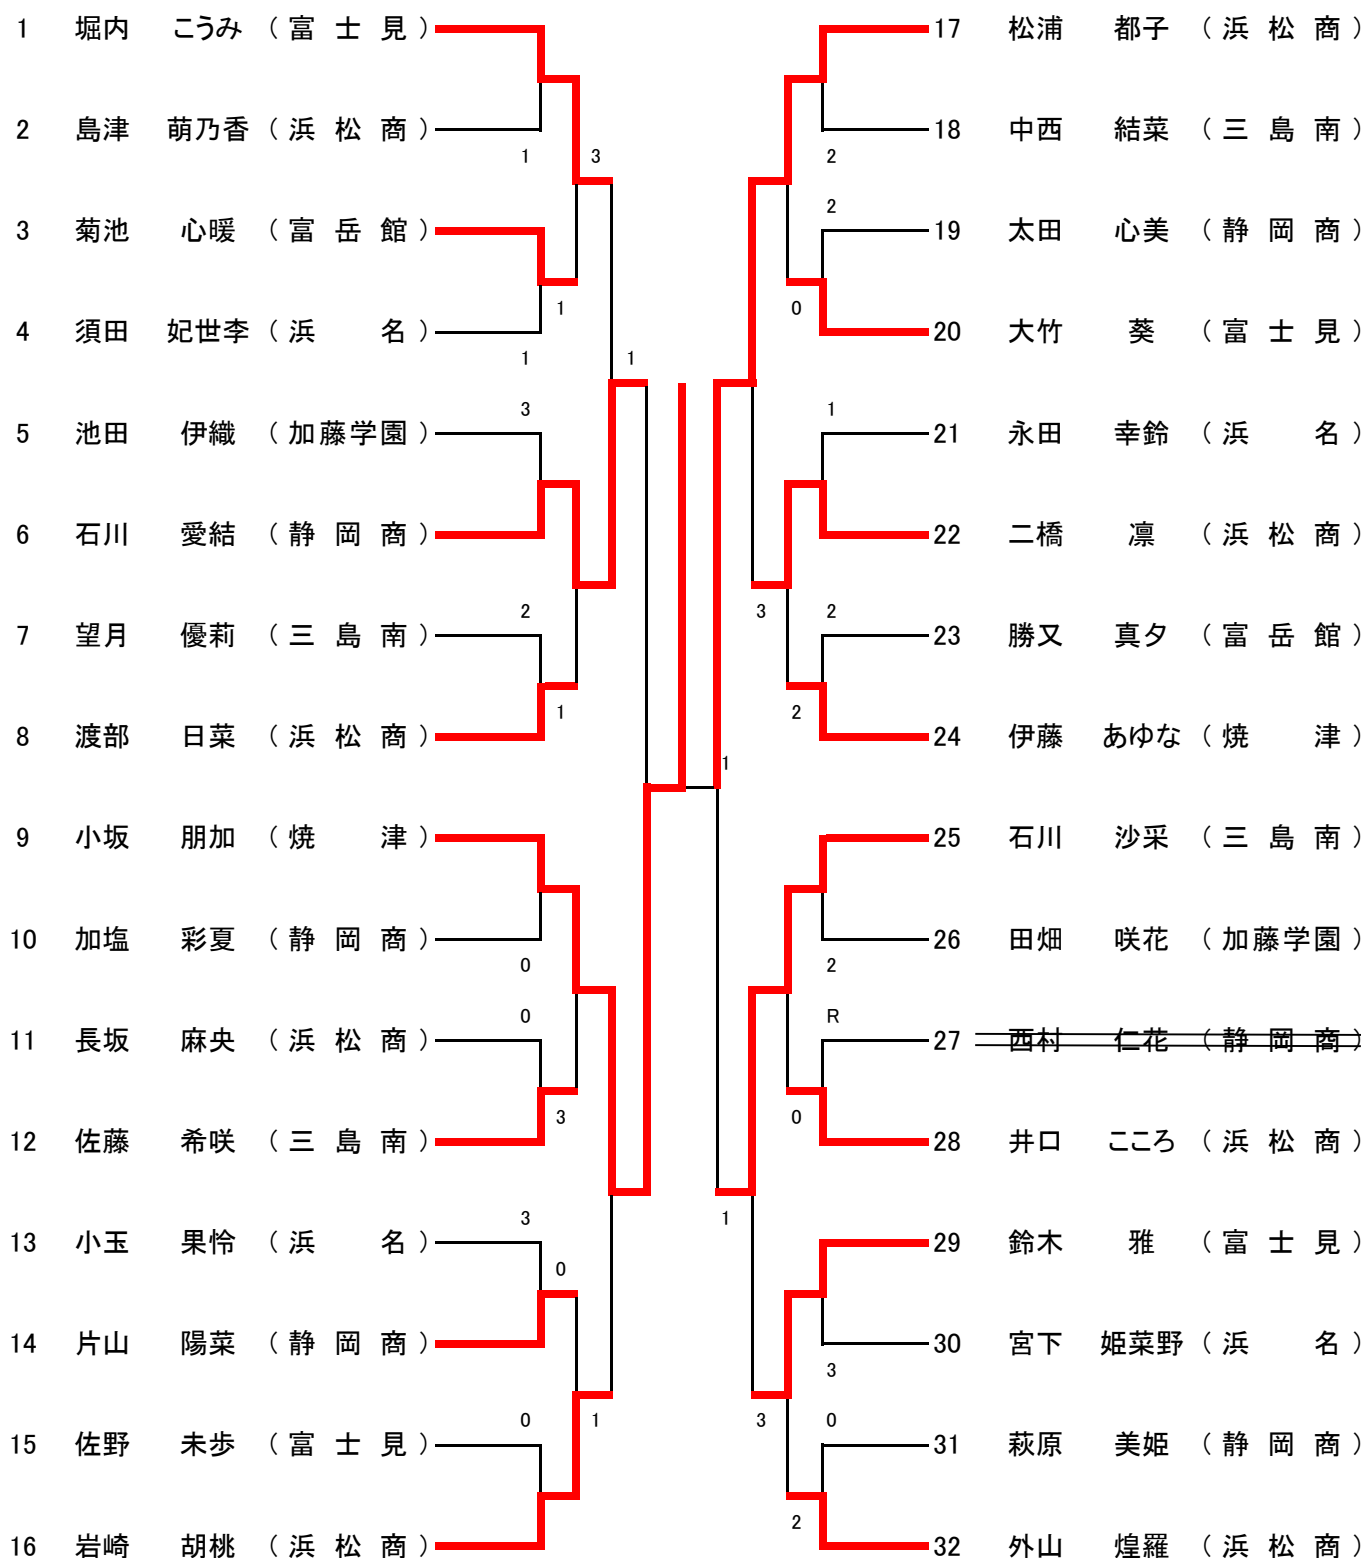 1 堀内 こうみ （富士見） 17 松浦 都子 （浜松商）
2 島津 萌乃香 （浜松商） 18 中西 結菜 （三島南）
1 3 2
2
3 菊池 心暖 （富岳館） 19 太田 心美 （静岡商）
1 0
4 須田 妃世李 （浜名） 20 大竹 葵 （富士見）
1 1
3 1
5 池田 伊織 （加藤学園） 21 永田 幸鈴 （浜名）
6 石川 愛結 （静岡商） 22 二橋 凛 （浜松商）
2 3 2
7 望月 優莉 （三島南） 23 勝又 真夕 （富岳館）
1 2
8 渡部 日菜 （浜松商） 24 伊藤 あゆな （焼津）
1
9 小坂 朋加 （焼津） 25 石川 沙采 （三島南）
10 加塩 彩夏 （静岡商） 26 田畑 咲花 （加藤学園）
0 2
0 R
11 長坂 麻央 （浜松商） 27 西村 仁花 （静岡商）
3 0
12 佐藤 希咲 （三島南） 28 井口 こころ （浜松商）
3 1
13 小玉 果怜 （浜名） 29 鈴木 雅 （富士見）
0
14 片山 陽菜 （静岡商） 30 宮下 姫菜野 （浜名）
3
0 1 3 0
15 佐野 未歩 （富士見） 31 萩原 美姫 （静岡商）
2
16 岩崎 胡桃 （浜松商） 32 外山 煌羅 （浜松商）